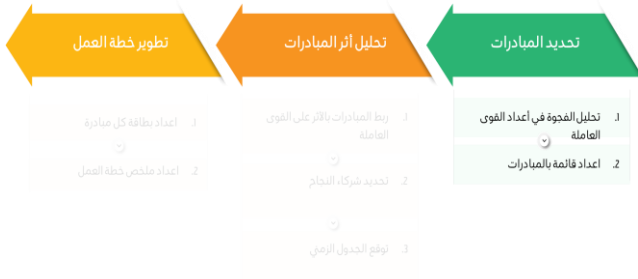 تحديد المبادرات
تحليل أثر المبادرات
تطوير خطة العمل
1. تحليل الفجوة في أعداد القوى
العاملة
2. اعداد قائمة بالمبادرات
1. ربط المبادرات بالأثر على القوى
العاملة
2. تحديد شركاء النجاح
3. توقع الجدول الزمني
1. اعداد بطاقة كل مبادرة
2. اعداد ملخص خطة العمل